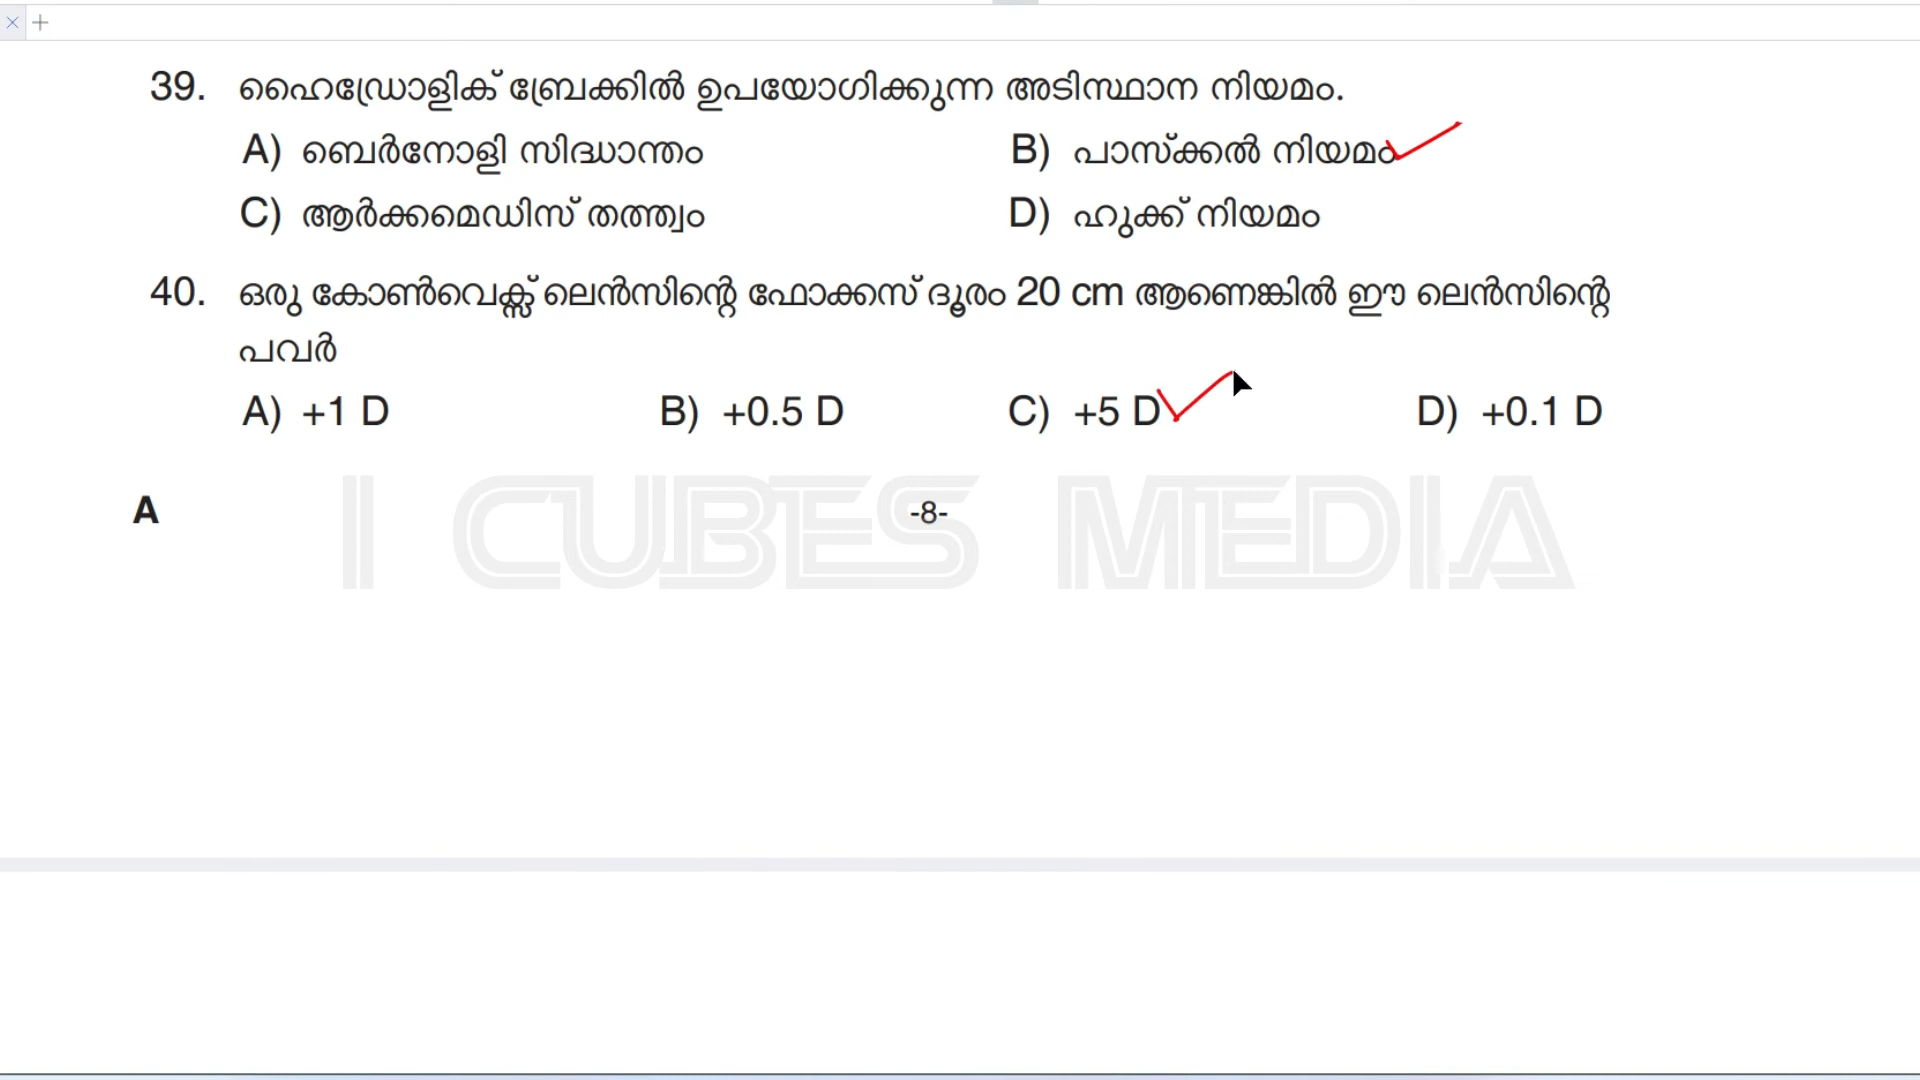 39. ഹൈഡ്രോളിക് ബ്രേക്കിൽ ഉപയോഗിക്കുന്ന അടിസ്ഥാന നിയമം.
A) ബെർനോളി സിദ്ധാന്തം B) പാസ്ക്കൽ നിയമം
C) ആർക്കമെഡിസ് തത്ത്വം D) ഹുക്ക് നിയമം
40. ഒരു കോൺവെക്സ് ലെൻസിന്റെ ഫോക്കസ് ദൂരം 20 cm ആണെങ്കിൽ ഈ ലെൻസിന്റെ
പവർ
A) +1 D B) +0.5 D C) +5 D D) +0.1 D
A -8-
I CUBES MEDIA